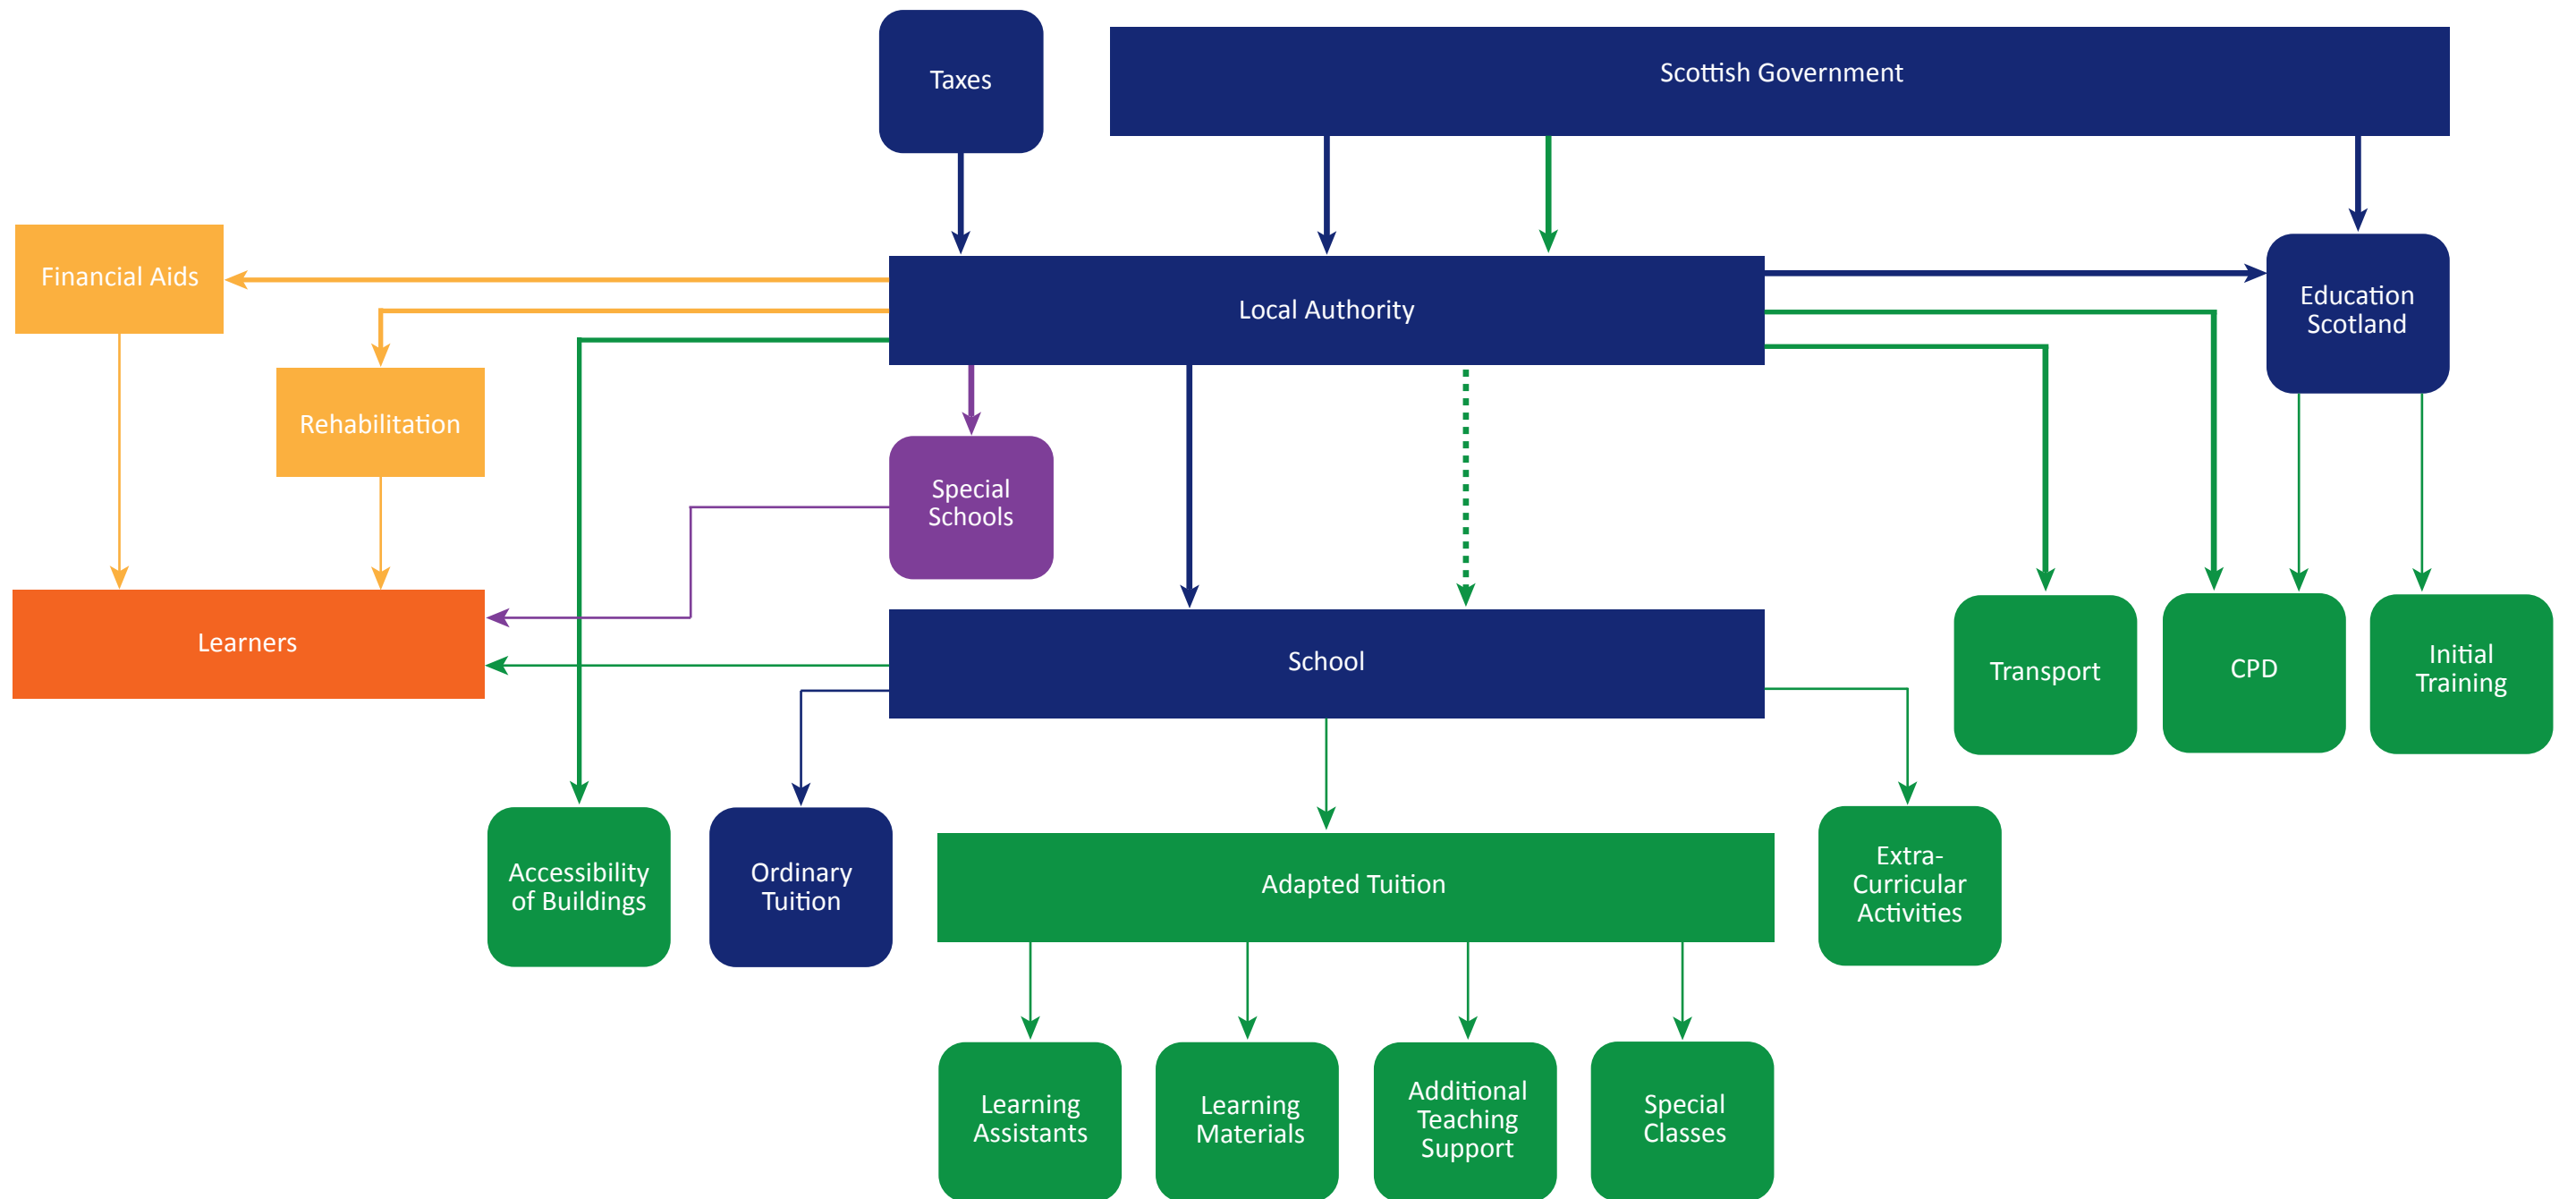 Taxes
Scottish Government
Financial Aids
Local Authority
Education
Scotland
Rehabilitation
Special
Schools
Learners
School
Transport
CPD
Initial
Training
Accessibility
of Buildings
Ordinary
Tuition
Adapted Tuition
Extra-
Curricular
Activities
Learning
Assistants
Learning
Materials
Additional
Teaching
Support
Special
Classes